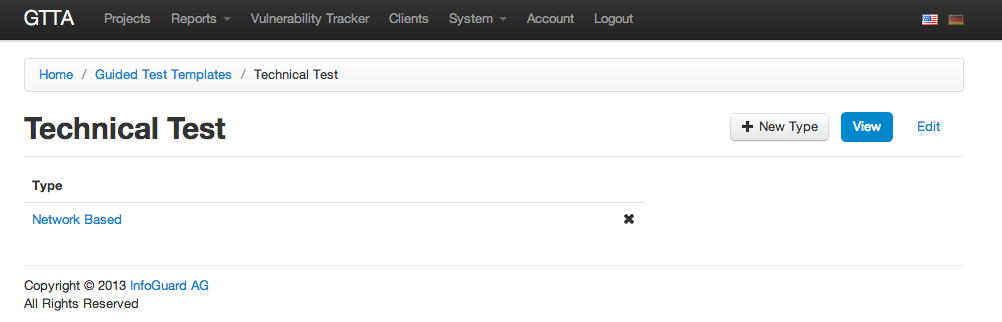 GTTA Projects Reports Vulnerability Tracker Clients System Account Logout
Home / Guided Test Templates / Technical Test
Technical Test
New Type View Edit
Type
Network Based
Copyright © 2013 InfoGuard AG
All Rights Reserved